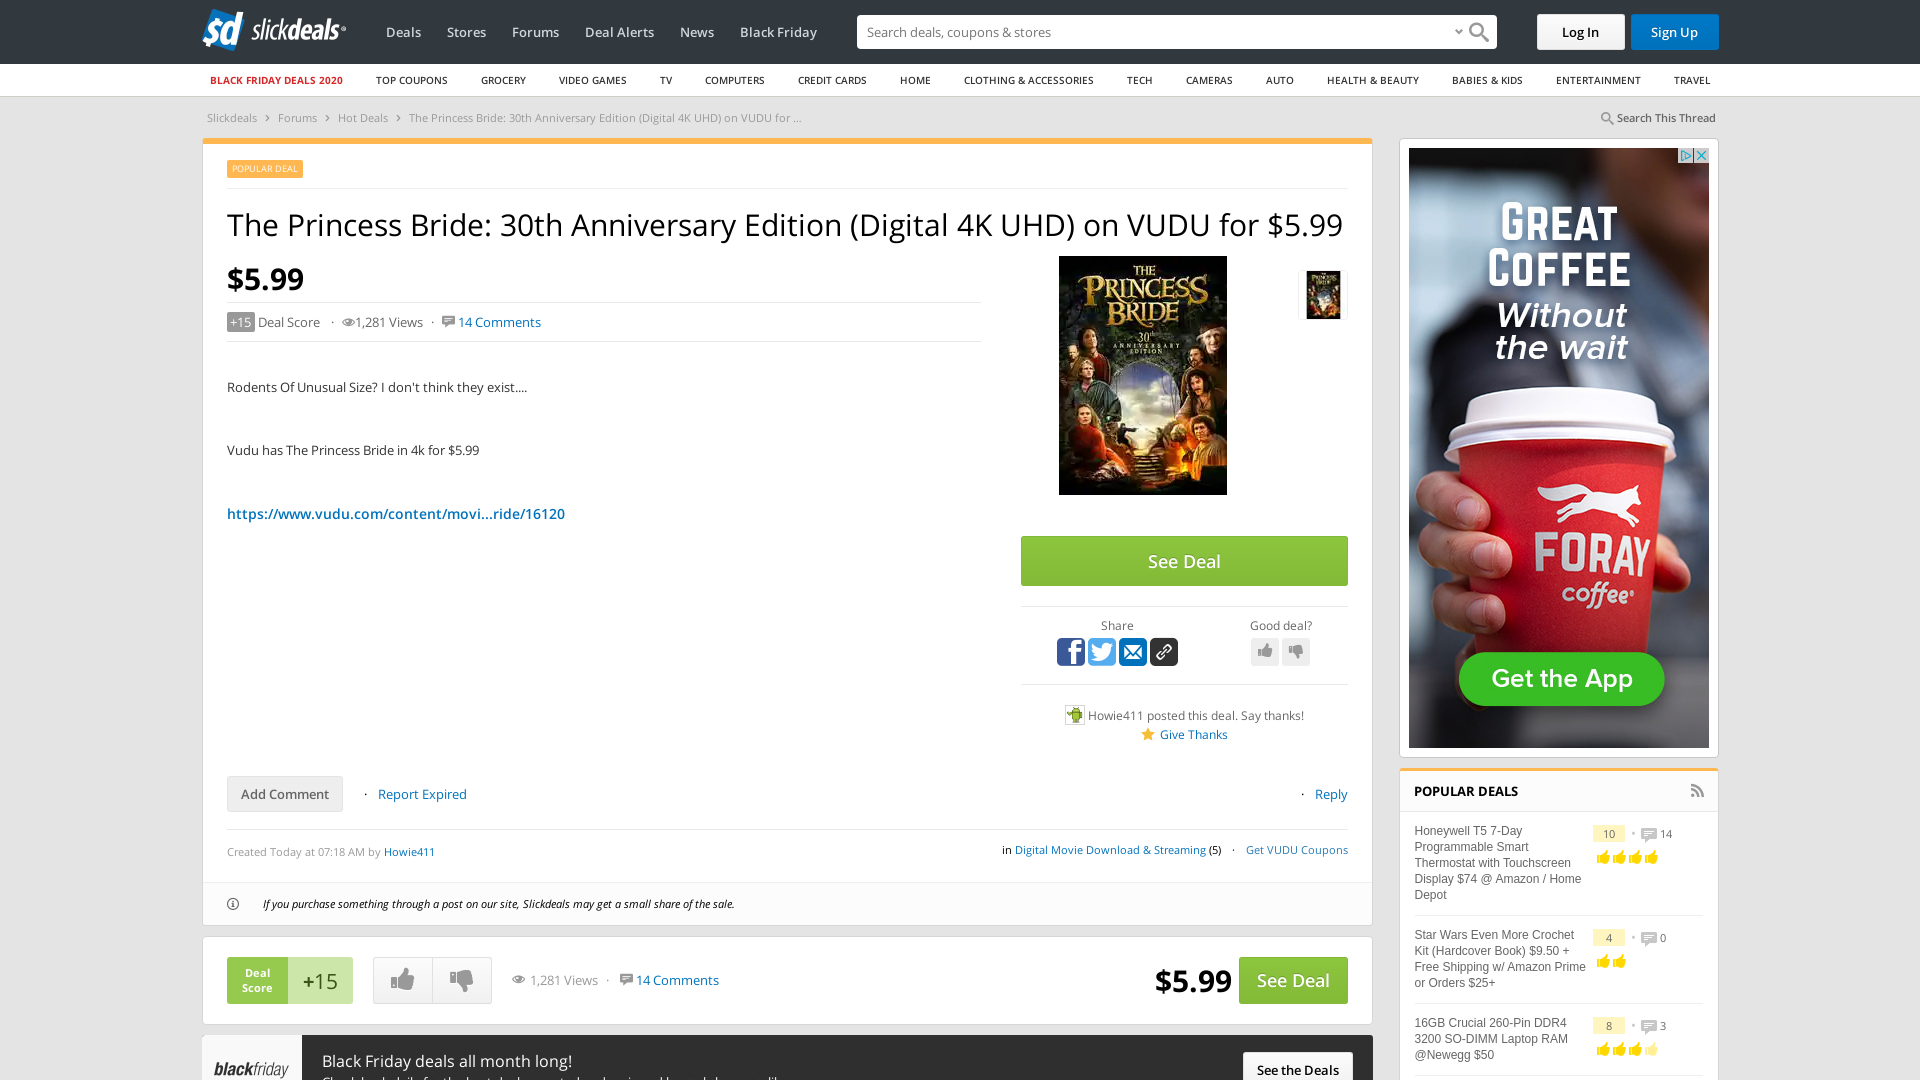 sd slickdeals
Deals
Stores
Forums
Deal Alerts
News
Black Friday
Search deals, coupons & stores
Log In
Sign Up
BLACK FRIDAY DEALS 2020
TOP COUPONS
GROCERY
VIDEO GAMES
TV
COMPUTERS
CREDIT CARDS
HOME
CLOTHING & ACCESSORIES
TECH
CAMERAS
AUTO
HEALTH & BEAUTY
BABIES & KIDS
ENTERTAINMENT
TRAVEL
Slickdeals › Forums › Hot Deals › The Princess Bride: 30th Anniversary Edition (Digital 4K UHD) on VUDU for ...
Search This Thread
POPULAR DEAL
The Princess Bride: 30th Anniversary Edition (Digital 4K UHD) on VUDU for $5.99
$5.99
+15 Deal Score · 1,281 Views · 14 Comments
Rodents Of Unusual Size? I don't think they exist....
Vudu has The Princess Bride in 4k for $5.99
https://www.vudu.com/content/movi...ride/16120
THE
PRINCESS
BRIDE
30th
ANNIVERSARY
EDITION
See Deal
Share
Good deal?
Howie411 posted this deal. Say thanks!
Give Thanks
Add Comment · Report Expired
· Reply
Created Today at 07:18 AM by Howie411
in Digital Movie Download & Streaming (5) · Get VUDU Coupons
If you purchase something through a post on our site, Slickdeals may get a small share of the sale.
Deal
Score
+15
1,281 Views · 14 Comments
$5.99
See Deal
blackfriday
Black Friday deals all month long!
See the Deals
GREAT
COFFEE
Without
the wait
FORAY
coffee
Get the App
POPULAR DEALS
Honeywell T5 7-Day
Programmable Smart
Thermostat with Touchscreen
Display $74 @ Amazon / Home
Depot
10 • 14
Star Wars Even More Crochet
Kit (Hardcover Book) $9.50 +
Free Shipping w/ Amazon Prime
or Orders $25+
4 • 0
16GB Crucial 260-Pin DDR4
3200 SO-DIMM Laptop RAM
@Newegg $50
8 • 3